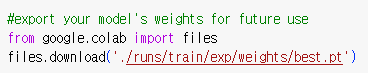 #export your model's weights for future use
from google.colab import files
files.download('./runs/train/exp/weights/best.pt')